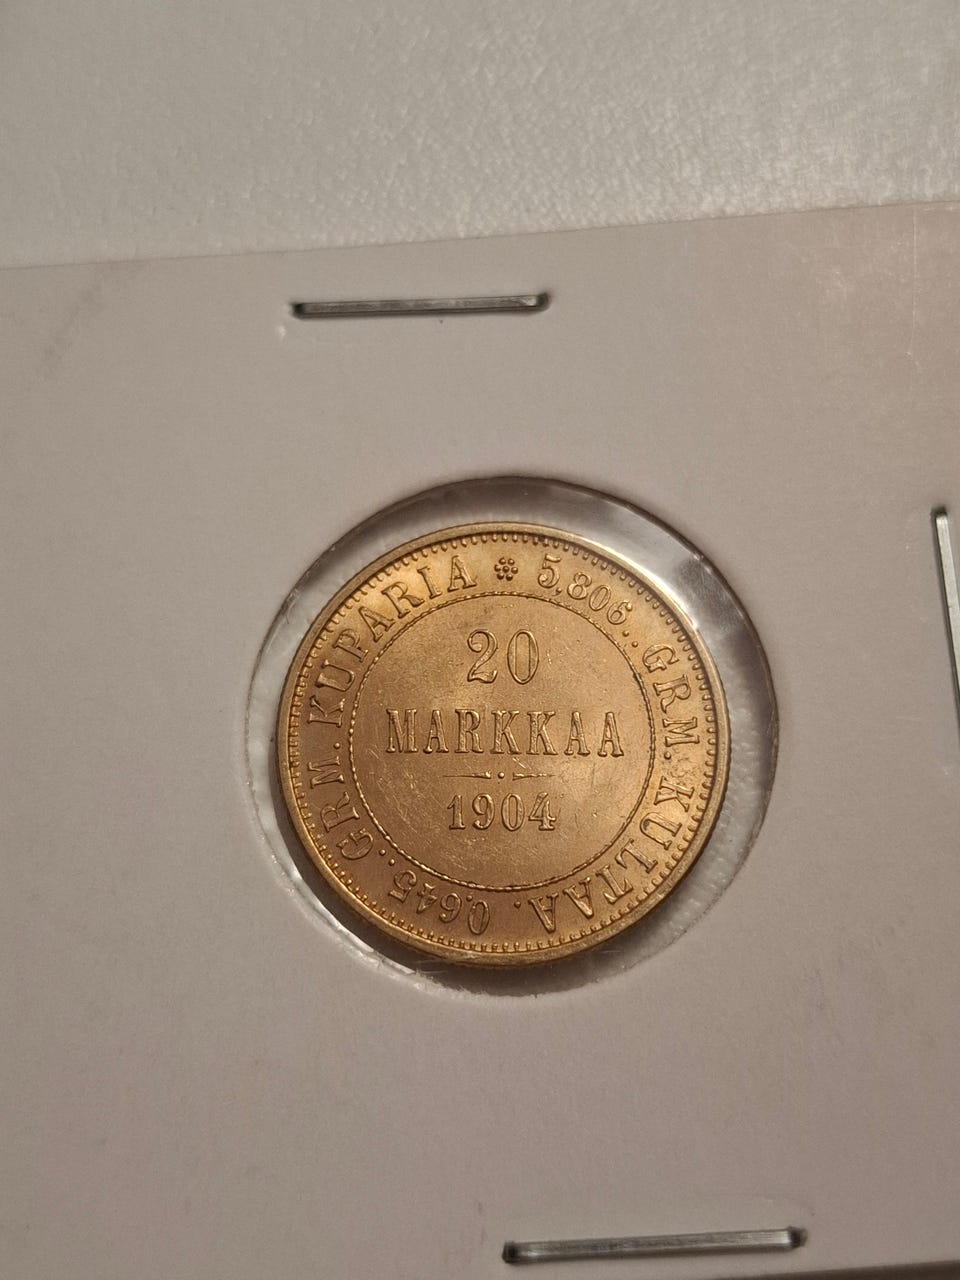 20
MARKKAA
1904
5,806.. GRM. KULTAA. 0,645.. GRM. KUPARIA